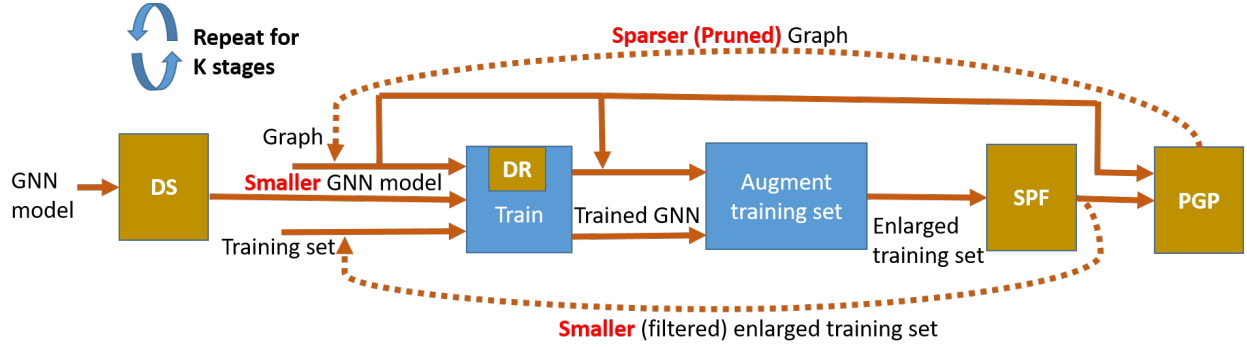 Repeat for
K stages
Sparser (Pruned) Graph
Graph
GNN
model
DS
Smaller GNN model
DR
Train
Training set
Trained GNN
Augment
training set
Enlarged
training set
SPF
PGP
Smaller (filtered) enlarged training set